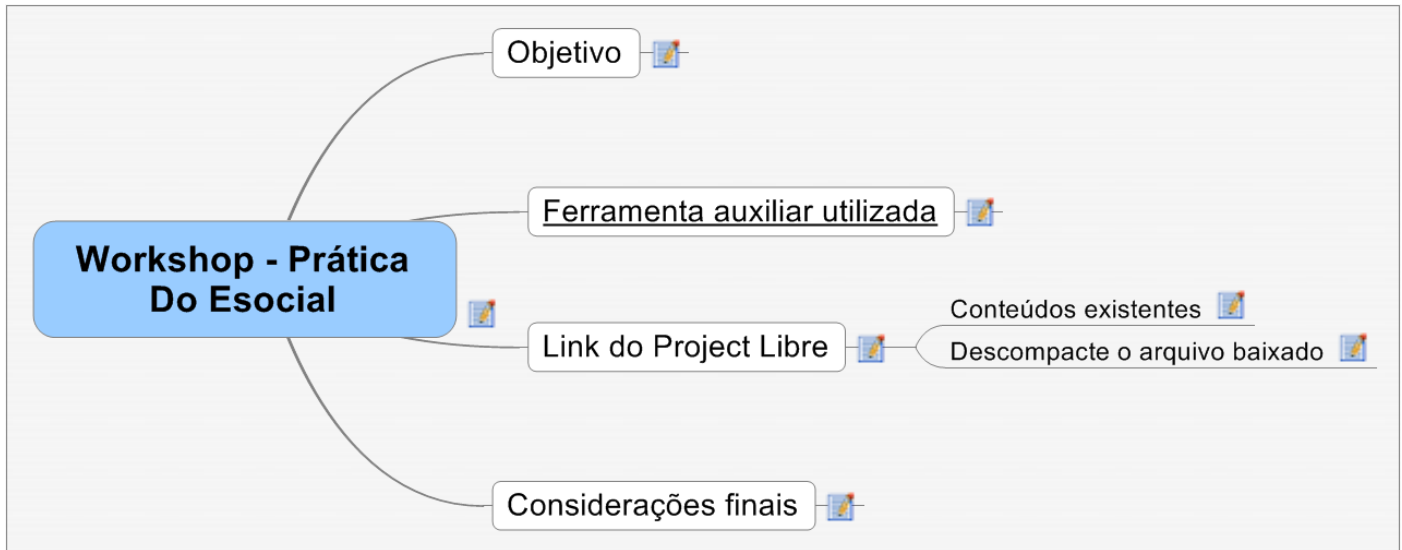 Objetivo
Ferramenta auxiliar utilizada
Workshop - Prática
Do Esocial
Link do Project Libre
Conteúdos existentes
Descompacte o arquivo baixado
Considerações finais